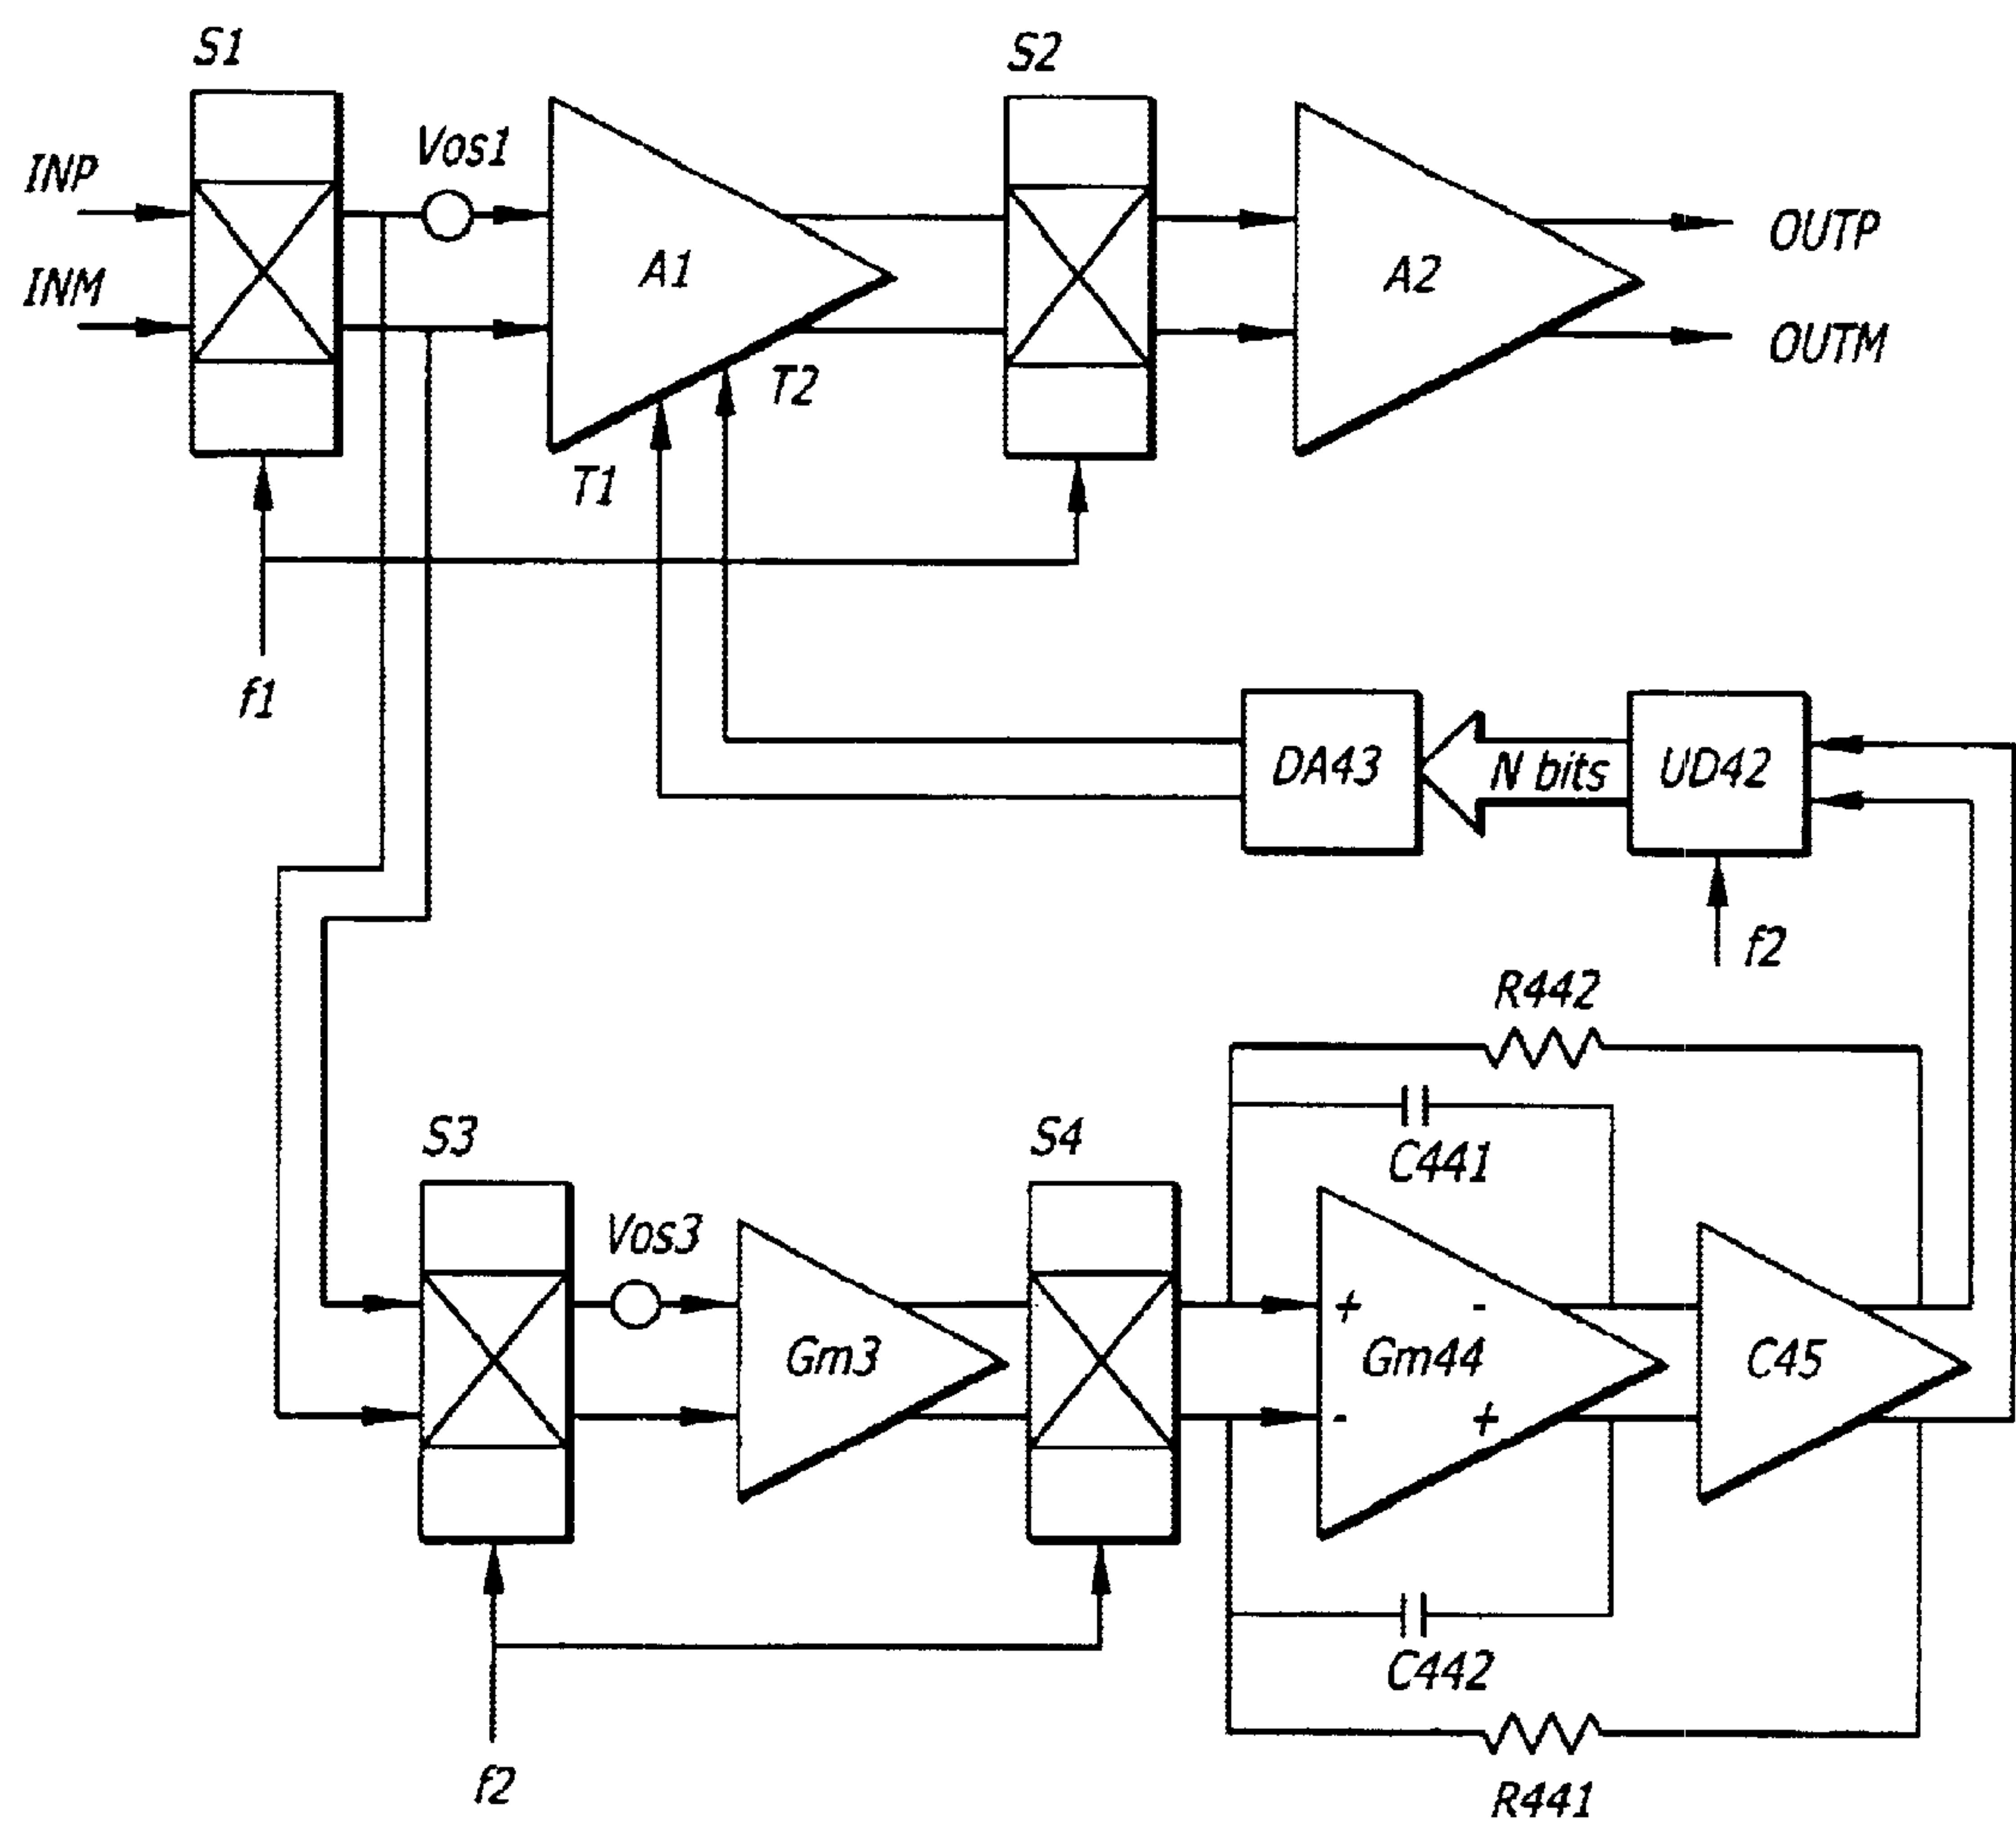 S1
S2
Vos1
INP
INM
A1
A2
OUTP
OUTM
T2
T1
f1
DA43
N bits
UD42
f2
R442
C441
S3
S4
Vos3
Gm3
+
-
Gm44
-
+
C45
C442
f2
R441